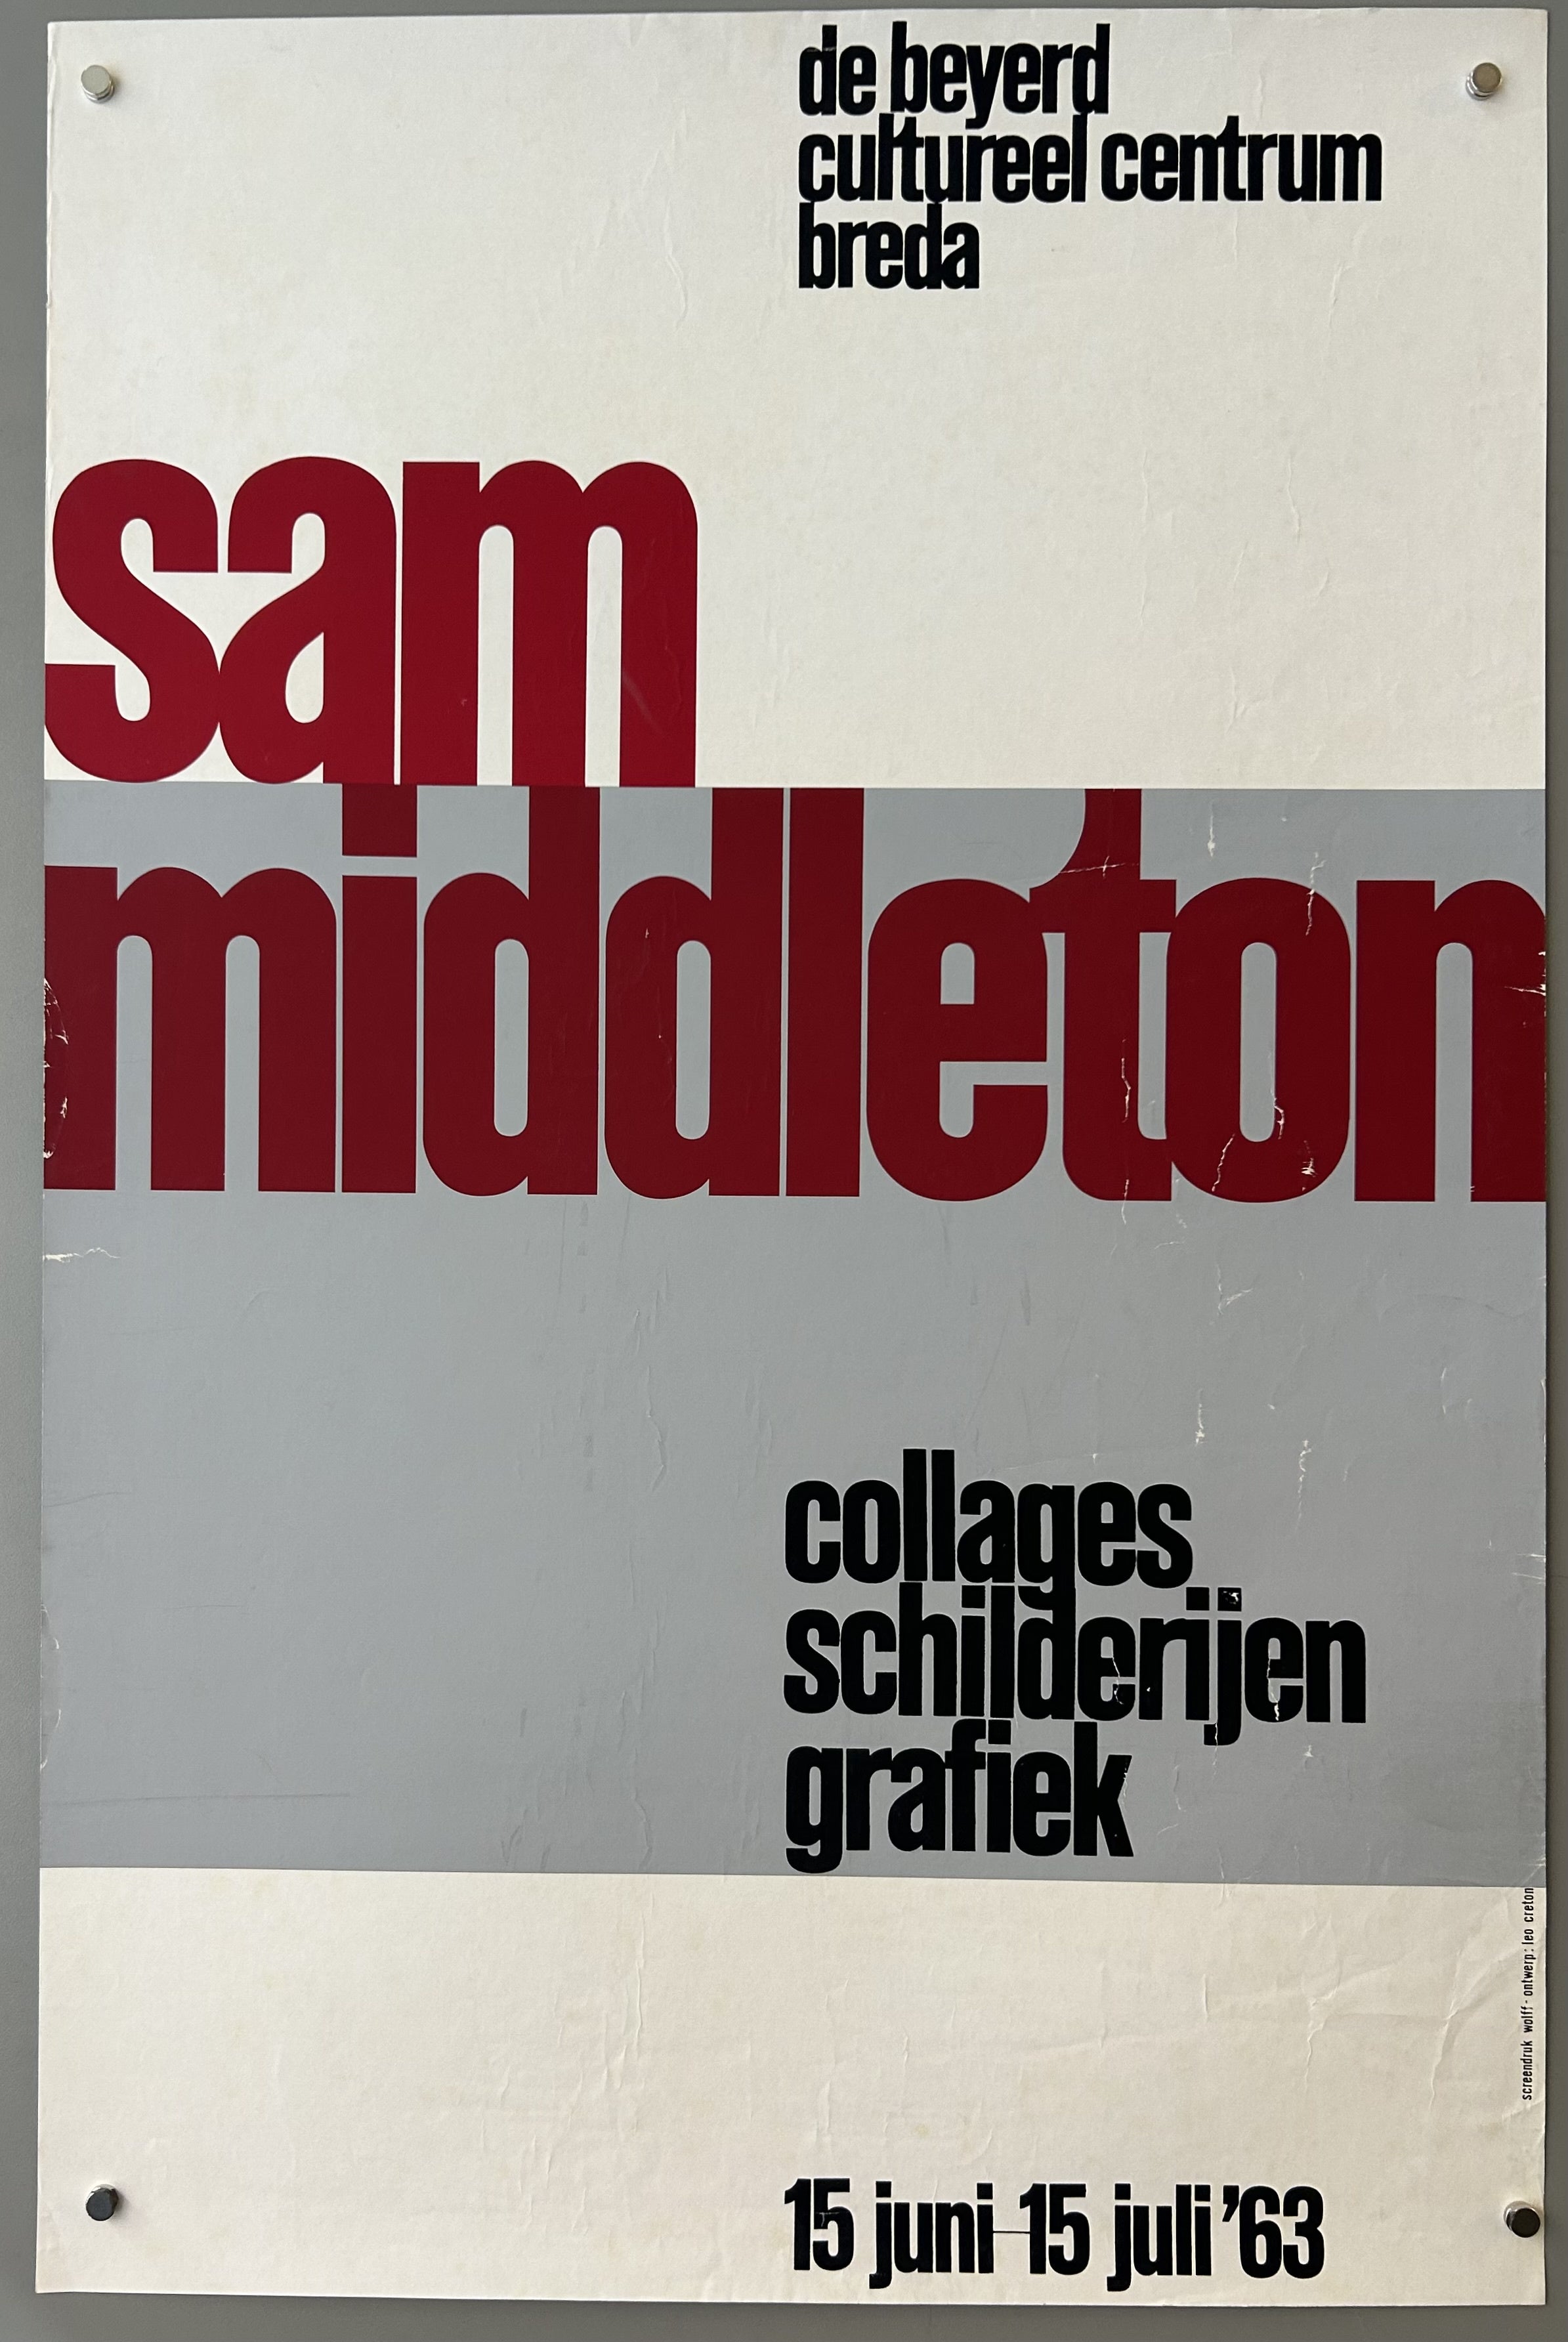 de beyerd
cultureel centrum
breda
sam
middleton
collages
schilderijen
grafiek
screendruk wolff - ontwerp: leo creton
15 juni—15 juli '63